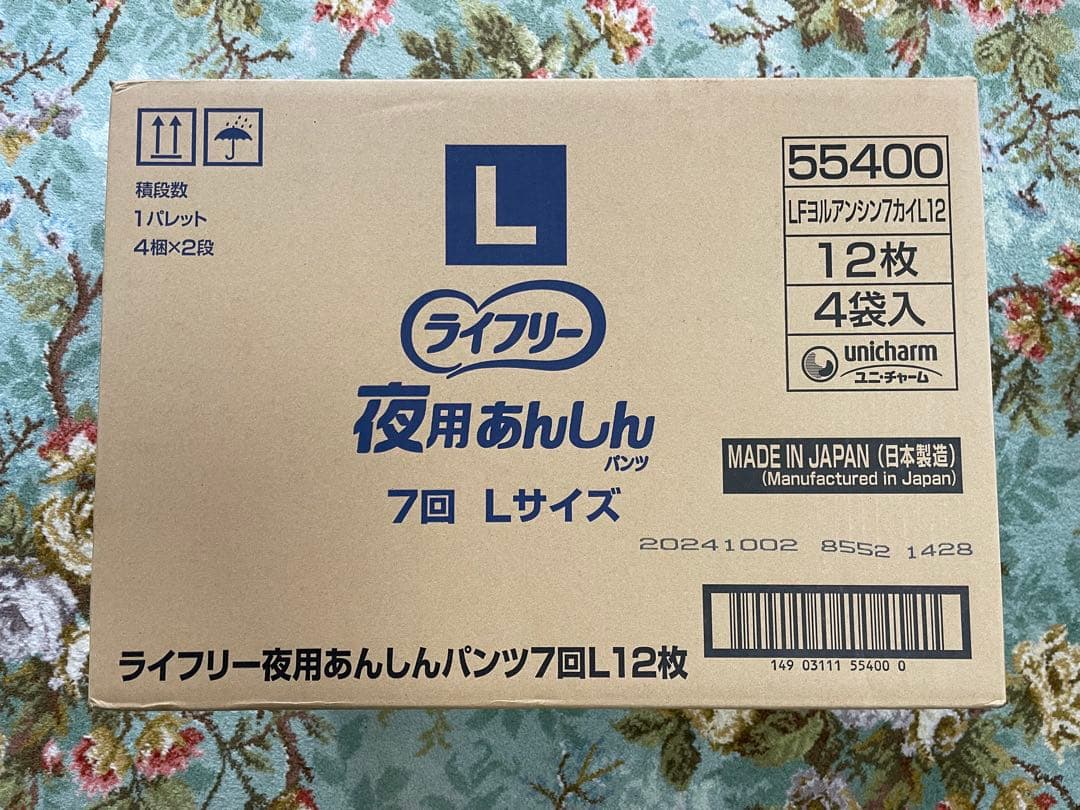 積段数
1パレット
4梱×2段
L
ライフリー
夜用あんしん
パンツ
7回 Lサイズ
55400
LFヨルアンシン7カイL12
12枚
4袋入
unicharm
ユニ・チャーム
MADE IN JAPAN (日本製造)
(Manufactured in Japan)
20241002 8552 1428
ライフリー夜用あんしんパンツ7回L12枚
149 03111 55400 0